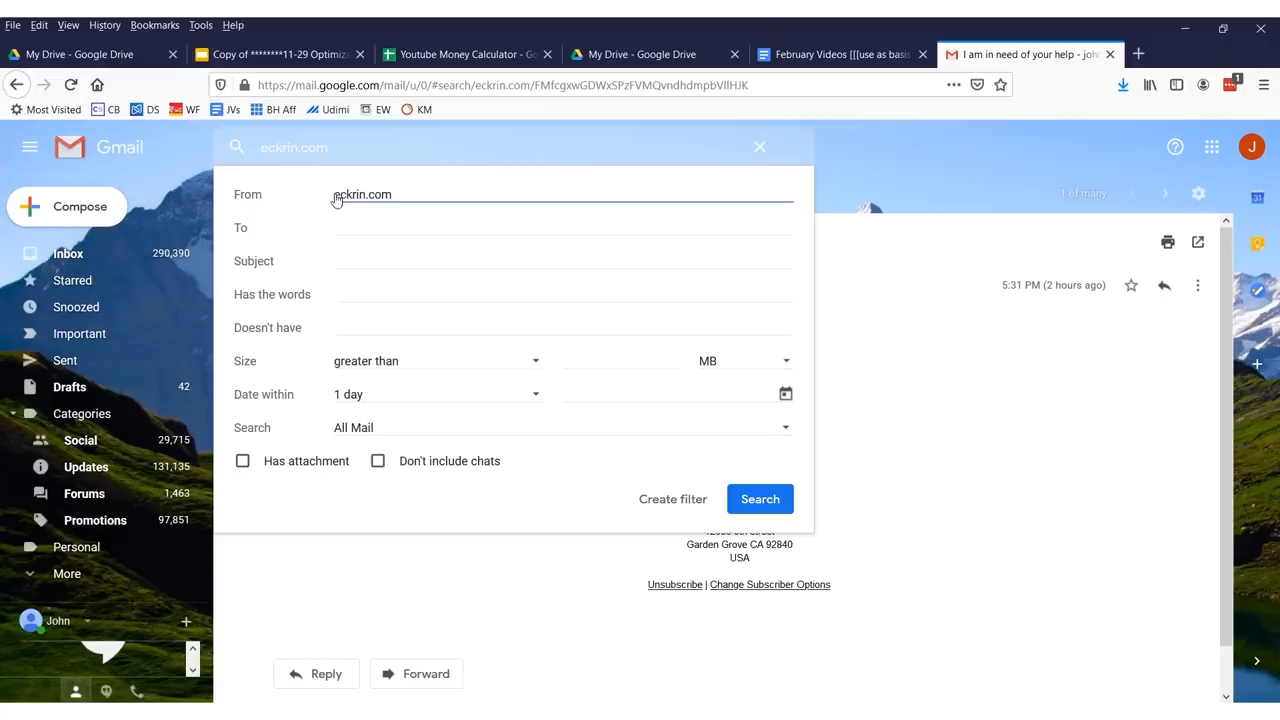 File Edit View History Bookmarks Tools Help
My Drive - Google Drive
Copy of ********11-29 Optimiz
Youtube Money Calculator - G
My Drive - Google Drive
February Videos [[[use as basis
I am in need of your help - john
https://mail.google.com/mail/u/0/#search/eckrin.com/FMfcgxwGDWxSPzFVMQvndhdmpbVllHJK
Most Visited CB DS WF JVs BH Aff Udimi EW KM
Gmail
eckrin.com
J
Compose
1 of many
From eckrin.com
To
Subject
Has the words
Doesn't have
Size greater than MB
Date within 1 day
Search All Mail
Has attachment Don't include chats
Create filter Search
Inbox 290,390
Starred
Snoozed
Important
Sent
Drafts 42
Categories
Social 29,715
Updates 131,135
Forums 1,463
Promotions 97,851
Personal
More
John
5:31 PM (2 hours ago)
Garden Grove CA 92840
USA
Unsubscribe | Change Subscriber Options
Reply Forward
31
1